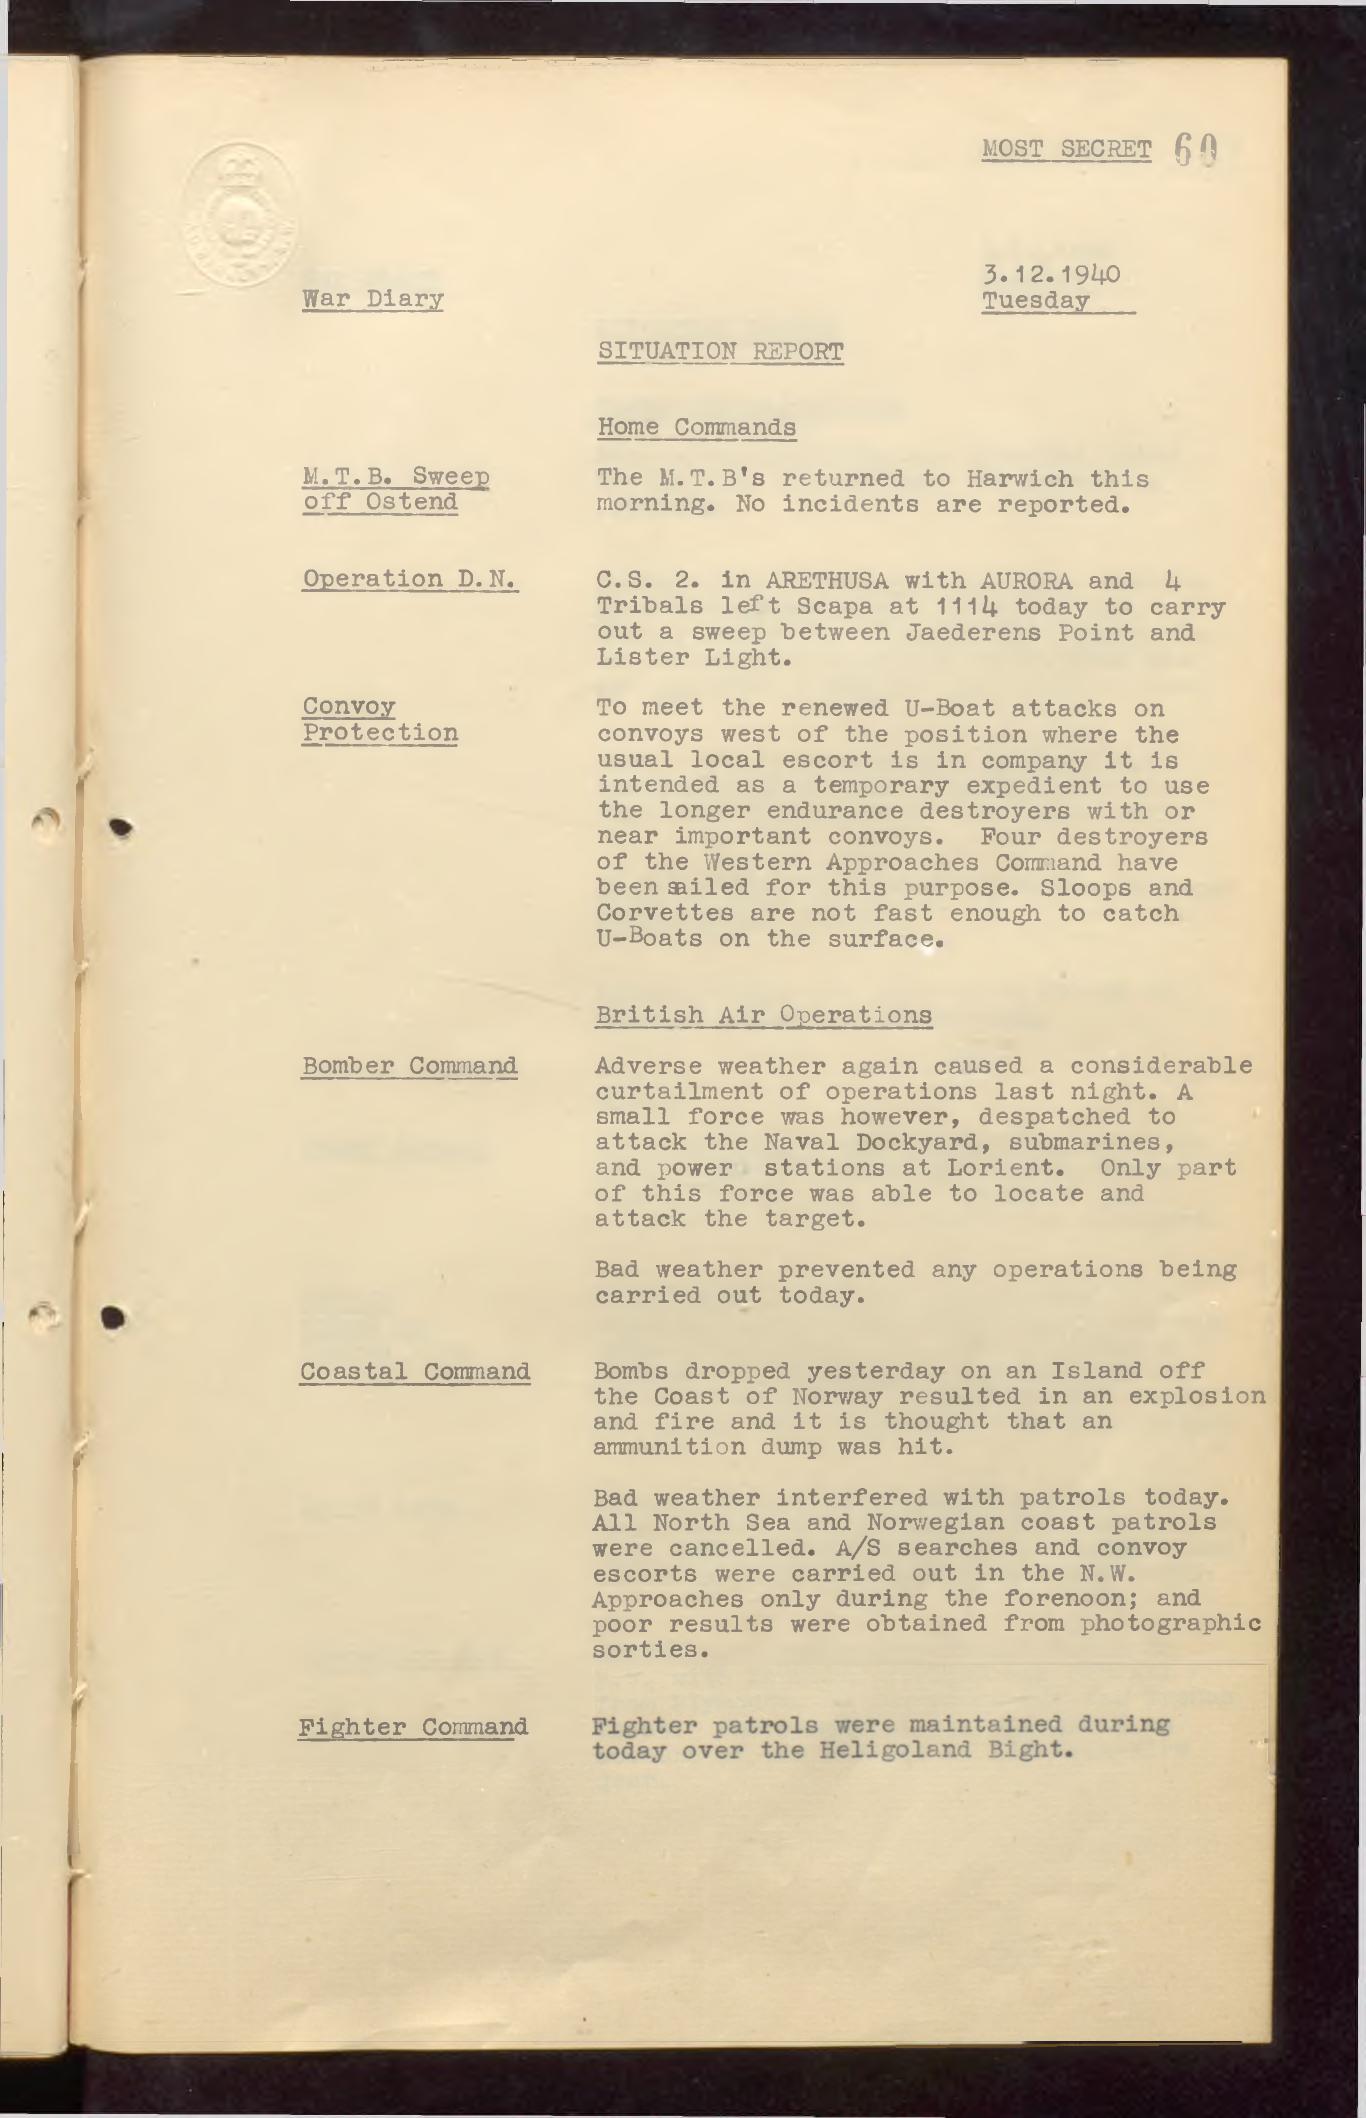 MOST SECRET 60
3.12.1940
War Diary
Tuesday
SITUATION REPORT
Home Commands
M.T.B. Sweep
off Ostend
The M.T.B's returned to Harwich this
morning. No incidents are reported.
Operation D.N.
C.S. 2. in ARETHUSA with AURORA and 4
Tribals left Scapa at 1114 today to carry
out a sweep between Jaederens Point and
Lister Light.
Convoy
Protection
To meet the renewed U-Boat attacks on
convoys west of the position where the
usual local escort is in company it is
intended as a temporary expedient to use
the longer endurance destroyers with or
near important convoys. Four destroyers
of the Western Approaches Command have
been sailed for this purpose. Sloops and
Corvettes are not fast enough to catch
U-Boats on the surface.
British Air Operations
Bomber Command
Adverse weather again caused a considerable
curtailment of operations last night. A
small force was however, despatched to
attack the Naval Dockyard, submarines,
and power stations at Lorient. Only part
of this force was able to locate and
attack the target.
Bad weather prevented any operations being
carried out today.
Coastal Command
Bombs dropped yesterday on an Island off
the Coast of Norway resulted in an explosion
and fire and it is thought that an
ammunition dump was hit.
Bad weather interfered with patrols today.
All North Sea and Norwegian coast patrols
were cancelled. A/S searches and convoy
escorts were carried out in the N.W.
Approaches only during the forenoon; and
poor results were obtained from photographic
sorties.
Fighter Command
Fighter patrols were maintained during
today over the Heligoland Bight.